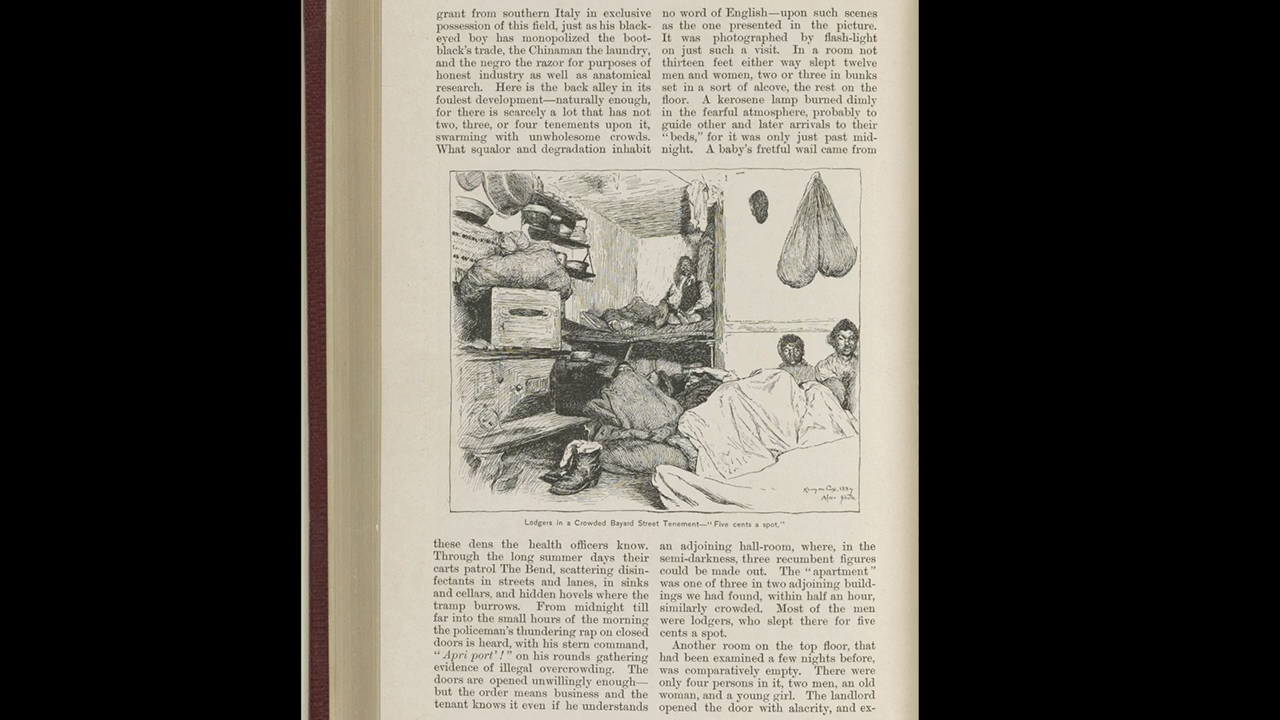 grant from southern Italy in exclusive
possession of this field, just as his black-
eyed boy has monopolized the boot-
black's trade, the Chinaman the laundry,
and the negro the razor for purposes of
honest industry as well as anatomical
research. Here is the back alley in its
foulest development—naturally enough,
for there is scarcely a lot that has not
two, three, or four tenements upon it,
swarming with unwholesome crowds.
What squalor and degradation inhabit
no word of English—upon such scenes
as the one presented in the picture.
It was photographed by flash-light
on just such a visit. In a room not
thirteen feet either way slept twelve
men and women, two or three in bunks
set in a sort of alcove, the rest on the
floor. A kerosene lamp burned dimly
in the fearful atmosphere, probably to
guide other and later arrivals to their
"beds," for it was only just past mid-
night. A baby's fretful wail came from
Kenyon Cox, 1889
After Photo.
Lodgers in a Crowded Bayard Street Tenement—"Five cents a spot."
these dens the health officers know.
Through the long summer days their
carts patrol The Bend, scattering disin-
fectants in streets and lanes, in sinks
and cellars, and hidden hovels where the
tramp burrows. From midnight till
far into the small hours of the morning
the policeman's thundering rap on closed
doors is heard, with his stern command,
"Apri port'!" on his rounds gathering
evidence of illegal overcrowding. The
doors are opened unwillingly enough—
but the order means business and the
tenant knows it even if he understands
an adjoining hall-room, where, in the
semi-darkness, three recumbent figures
could be made out. The "apartment"
was one of three in two adjoining build-
ings we had found, within half an hour,
similarly crowded. Most of the men
were lodgers, who slept there for five
cents a spot.
Another room on the top floor, that
had been examined a few nights before,
was comparatively empty. There were
only four persons in it, two men, an old
woman, and a young girl. The landlord
opened the door with alacrity, and ex-